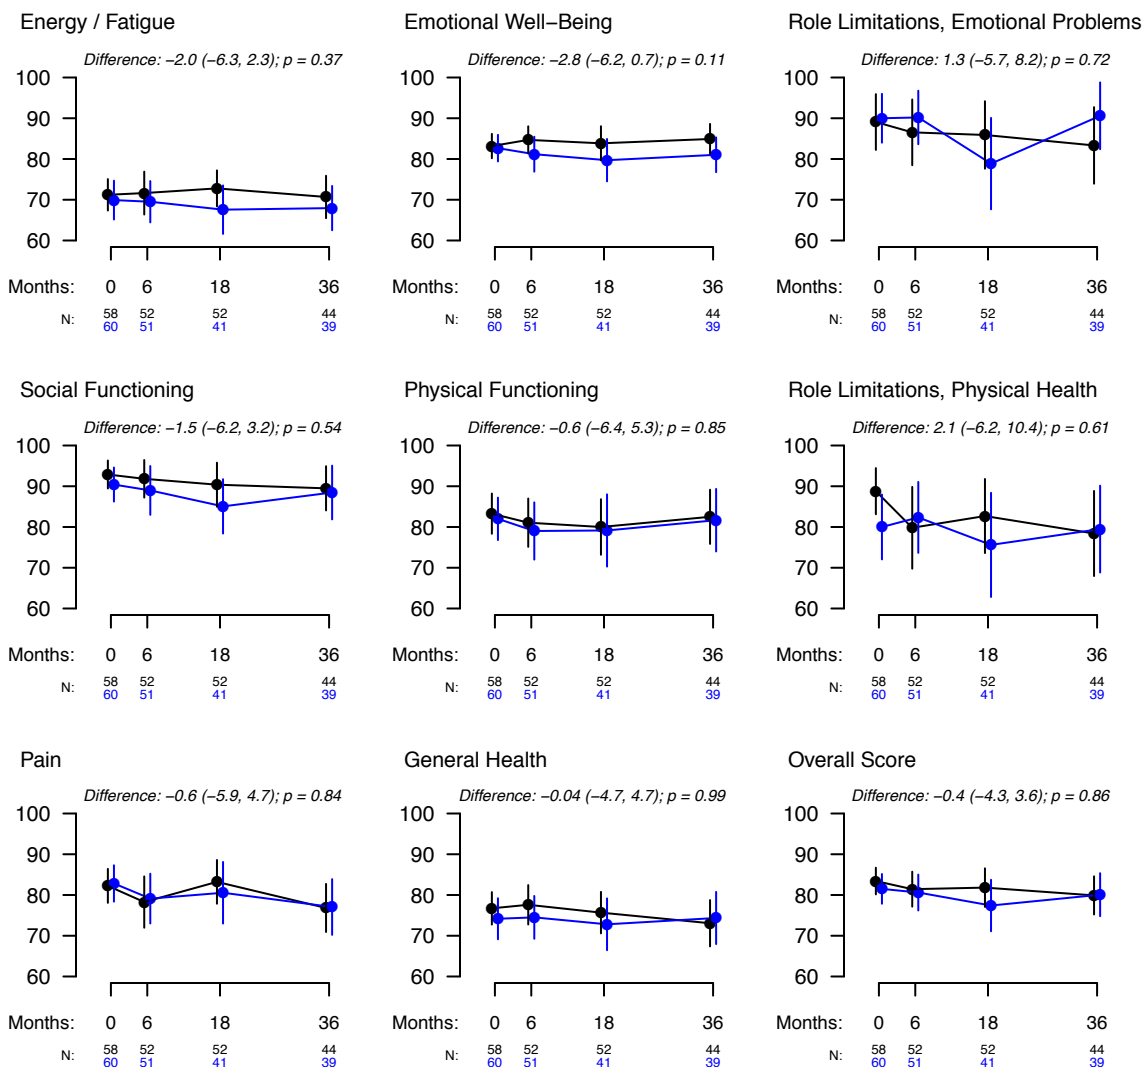 Energy / Fatigue
Difference: −2.0 (−6.3, 2.3); p = 0.37
100
90
80
70
60
Months: 0 6 18 36
N: 58 52 52 44
60 51 41 39
Emotional Well−Being
Difference: −2.8 (−6.2, 0.7); p = 0.11
100
90
80
70
60
Months: 0 6 18 36
N: 58 52 52 44
60 51 41 39
Role Limitations, Emotional Problems
Difference: 1.3 (−5.7, 8.2); p = 0.72
100
90
80
70
60
Months: 0 6 18 36
N: 58 52 52 44
60 51 41 39
Social Functioning
Difference: −1.5 (−6.2, 3.2); p = 0.54
100
90
80
70
60
Months: 0 6 18 36
N: 58 52 52 44
60 51 41 39
Physical Functioning
Difference: −0.6 (−6.4, 5.3); p = 0.85
100
90
80
70
60
Months: 0 6 18 36
N: 58 52 52 44
60 51 41 39
Role Limitations, Physical Health
Difference: 2.1 (−6.2, 10.4); p = 0.61
100
90
80
70
60
Months: 0 6 18 36
N: 58 52 52 44
60 51 41 39
Pain
Difference: −0.6 (−5.9, 4.7); p = 0.84
100
90
80
70
60
Months: 0 6 18 36
N: 58 52 52 44
60 51 41 39
General Health
Difference: −0.04 (−4.7, 4.7); p = 0.99
100
90
80
70
60
Months: 0 6 18 36
N: 58 52 52 44
60 51 41 39
Overall Score
Difference: −0.4 (−4.3, 3.6); p = 0.86
100
90
80
70
60
Months: 0 6 18 36
N: 58 52 52 44
60 51 41 39